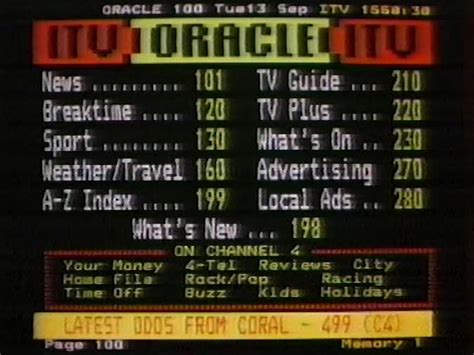 ORACLE 100 Tue13 Sep ITV 1550:30
ITV ORACLE ITV
News ......... 101 TV Guide ... 210
Breaktime .... 120 TV Plus .... 220
Sport ........ 130 What's On .. 230
Weather/Travel 160 Advertising 270
A-Z Index .... 199 Local Ads .. 280
What's New ... 198
ON CHANNEL 4
Your Money 4-Tel Reviews City
Home File Rock/Pop Racing
Time Off Buzz Kids Holidays
LATEST ODDS FROM CORAL - 499 (C4)
Page 100 Memory 1